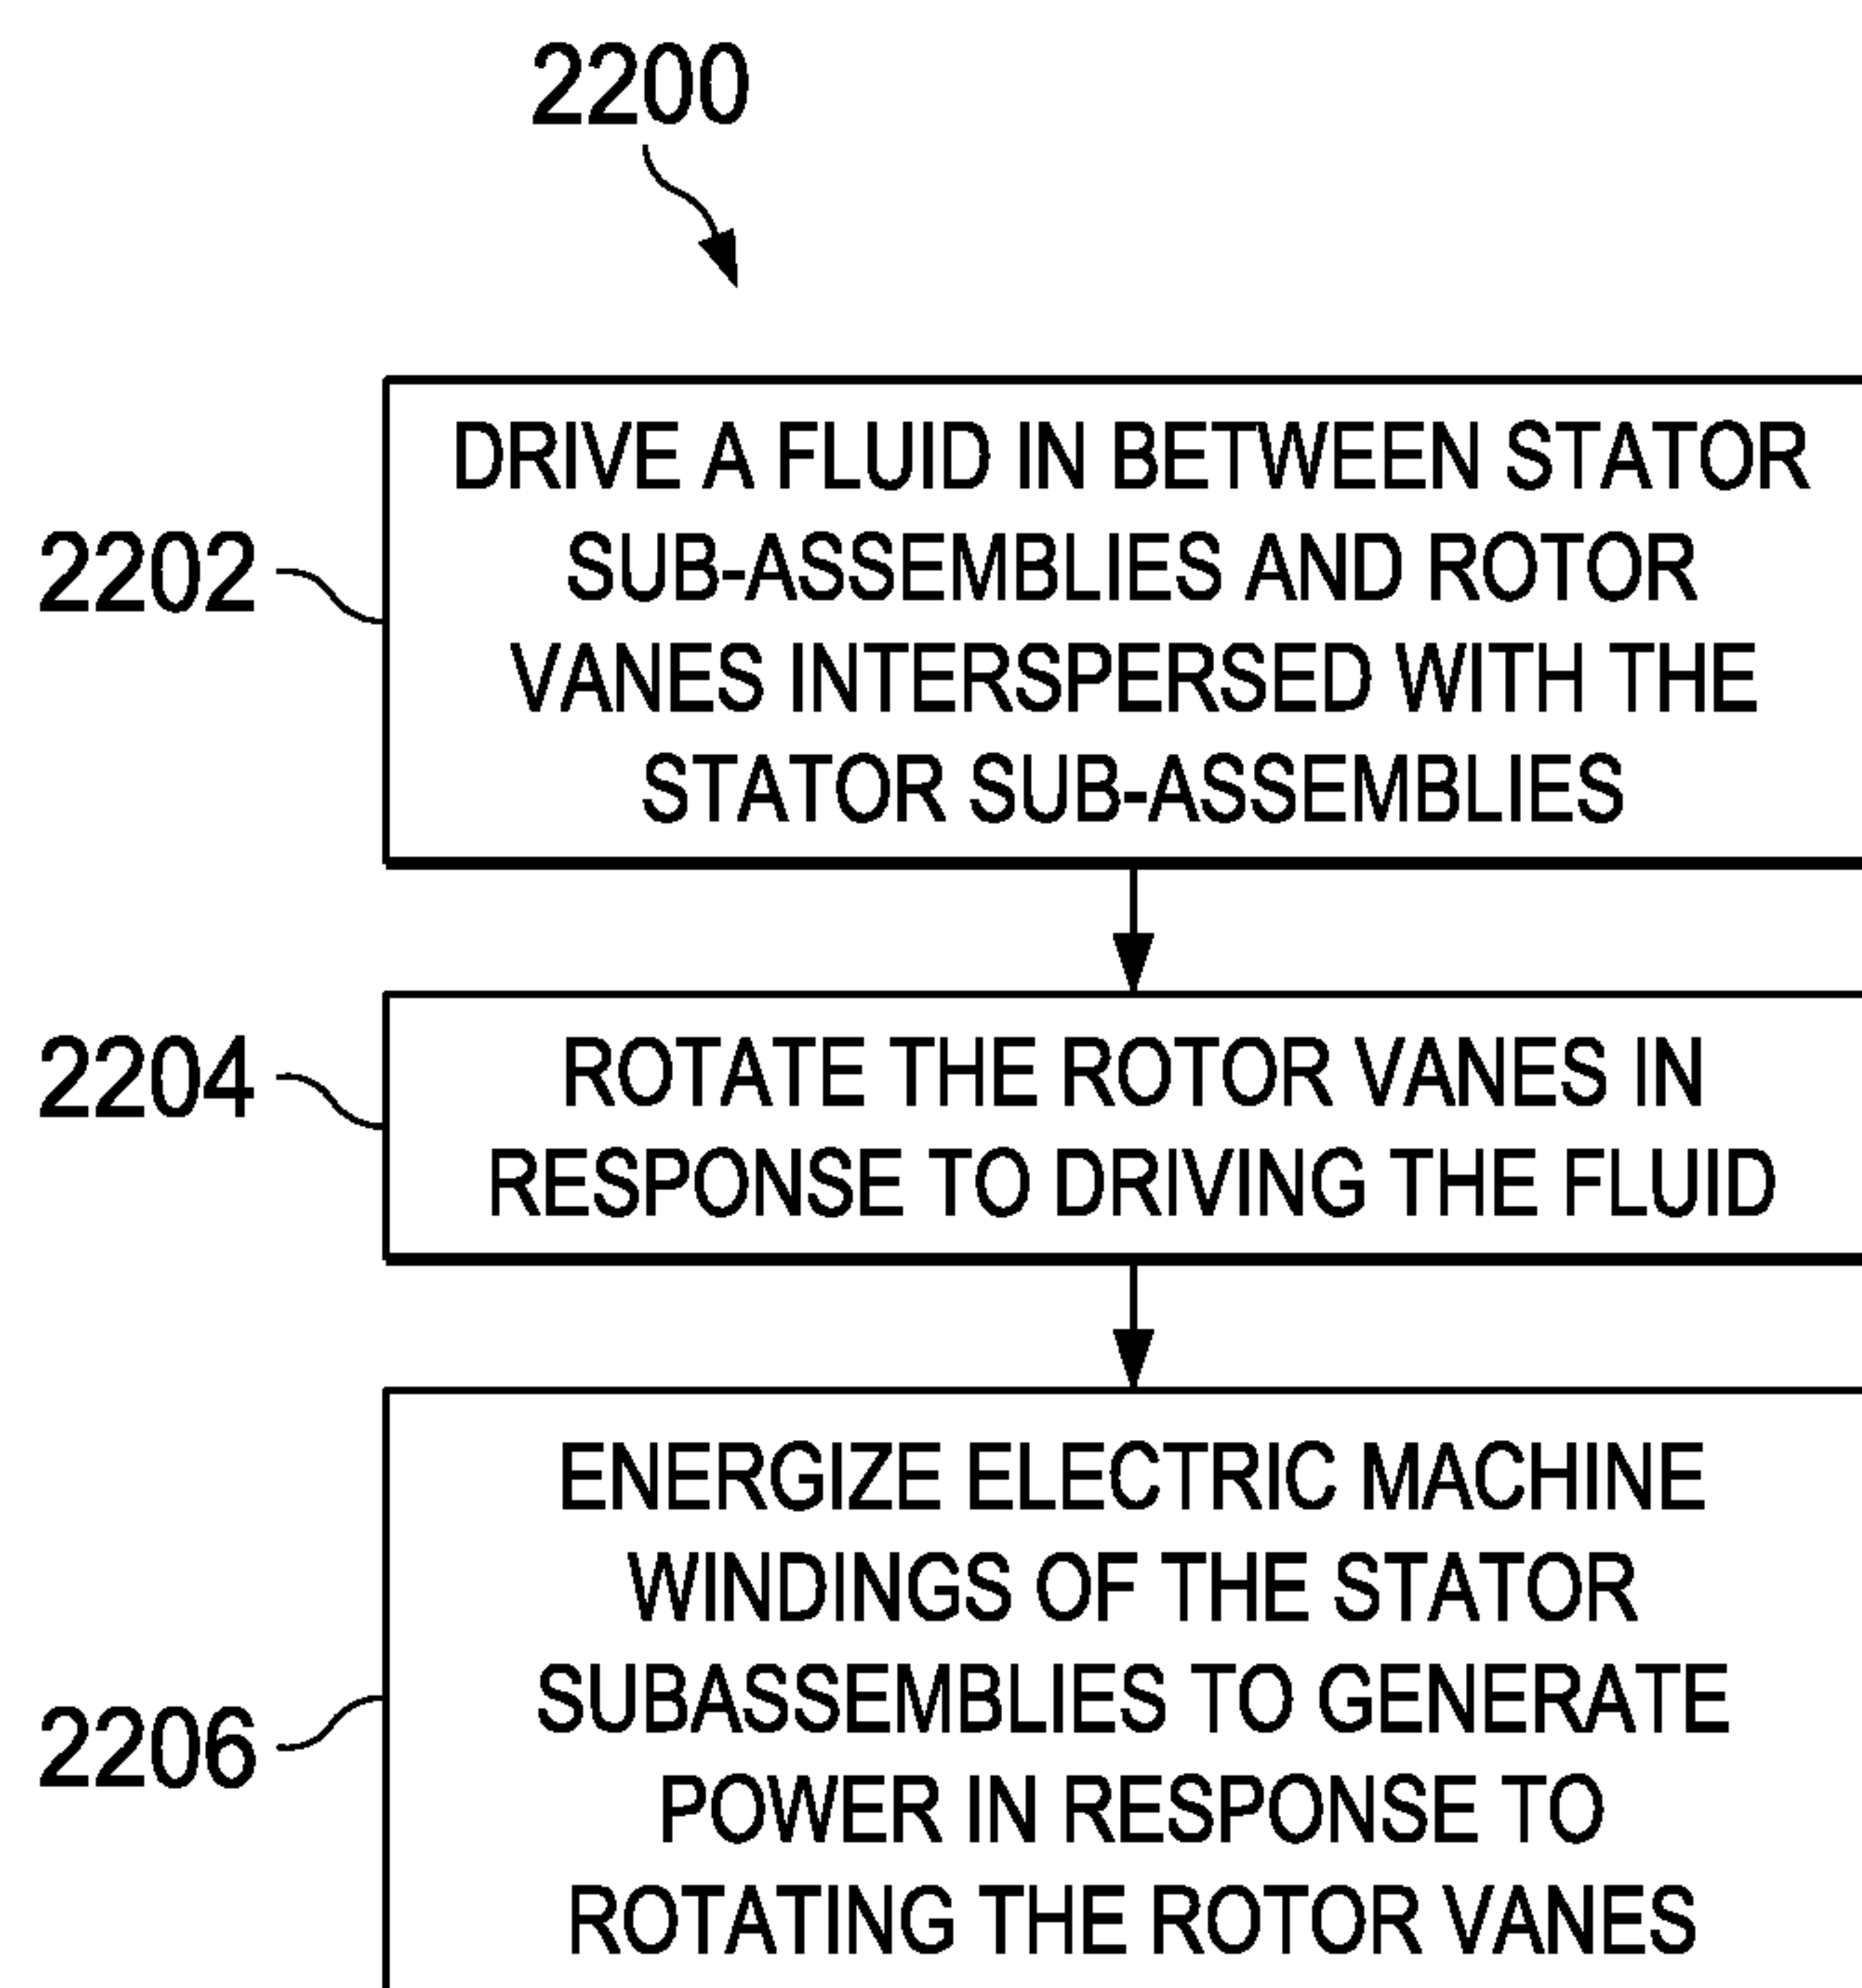 2200
DRIVE A FLUID IN BETWEEN STATOR
SUB-ASSEMBLIES AND ROTOR
VANES INTERSPERSED WITH THE
STATOR SUB-ASSEMBLIES
2202
ROTATE THE ROTOR VANES IN
RESPONSE TO DRIVING THE FLUID
2204
ENERGIZE ELECTRIC MACHINE
WINDINGS OF THE STATOR
SUBASSEMBLIES TO GENERATE
POWER IN RESPONSE TO
ROTATING THE ROTOR VANES
2206